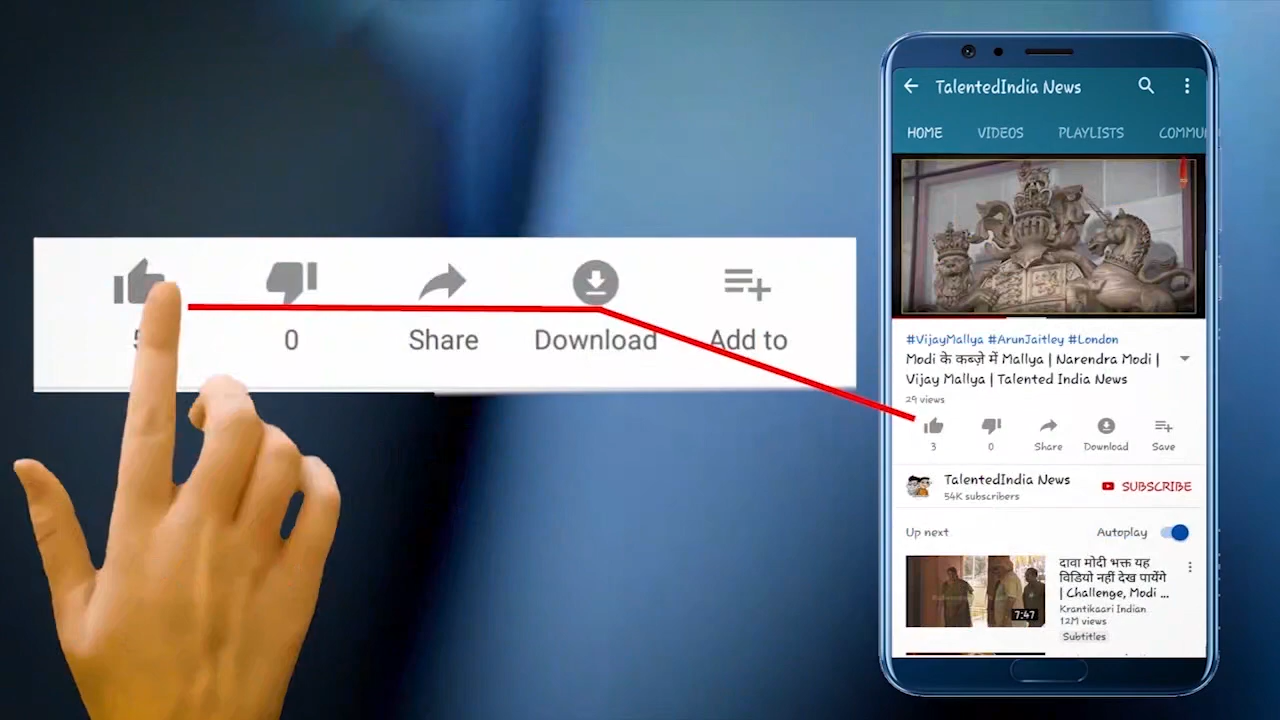 0
Share
Download
Add to
TalentedIndia News
HOME
VIDEOS
PLAYLISTS
#VijayMallya #ArunJaitley #London
Modi के कब्ज़े में Mallya | Narendra Modi |
Vijay Mallya | Talented India News
29 views
3
0
Share
Download
Save
TalentedIndia News
54K subscribers
SUBSCRIBE
Up next
Autoplay
दावा मोदी भक्त यह
विडियो नहीं देख पायेंगे
| Challenge, Modi ...
Krantikaari Indian
12M views
Subtitles
7:47